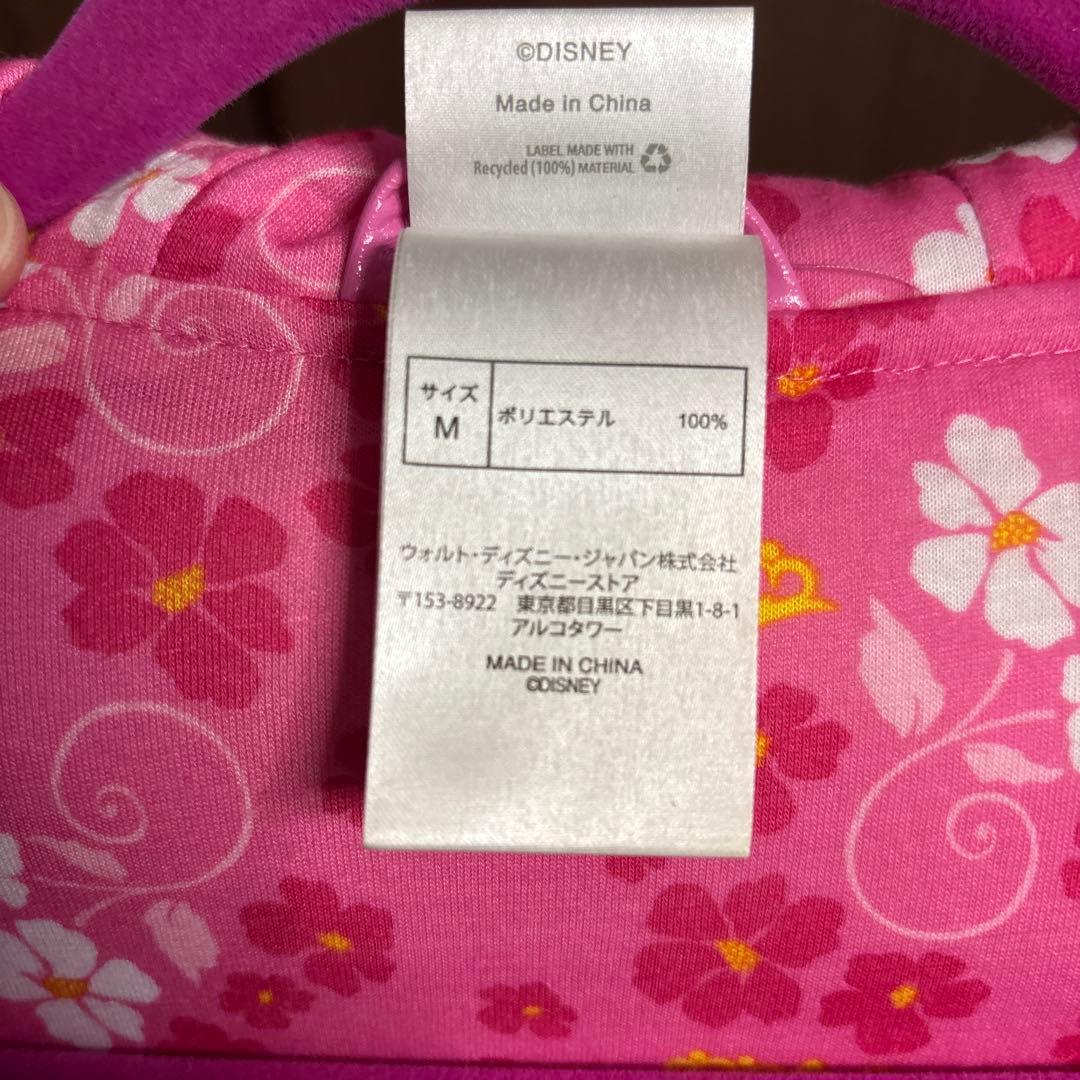 ©DISNEY
Made in China
LABEL MADE WITH
Recycled (100%) MATERIAL
サイズ
M
ポリエステル 100%
ウォルト・ディズニー・ジャパン株式会社
ディズニーストア
〒153-8922 東京都目黒区下目黒1-8-1
アルコタワー
MADE IN CHINA
©DISNEY